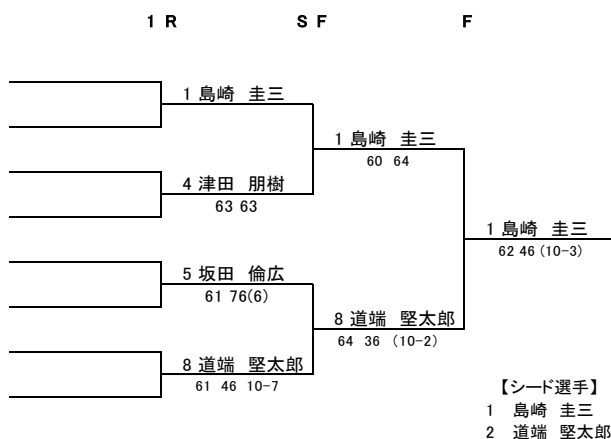 1 R S F F
1 島崎 圭三
1 島崎 圭三
60 64
4 津田 朋樹
63 63
1 島崎 圭三
62 46 (10-3)
5 坂田 倫広
61 76(6)
8 道端 堅太郎
64 36 (10-2)
8 道端 堅太郎
61 46 10-7
【シード選手】
1 島崎 圭三
2 道端 堅太郎